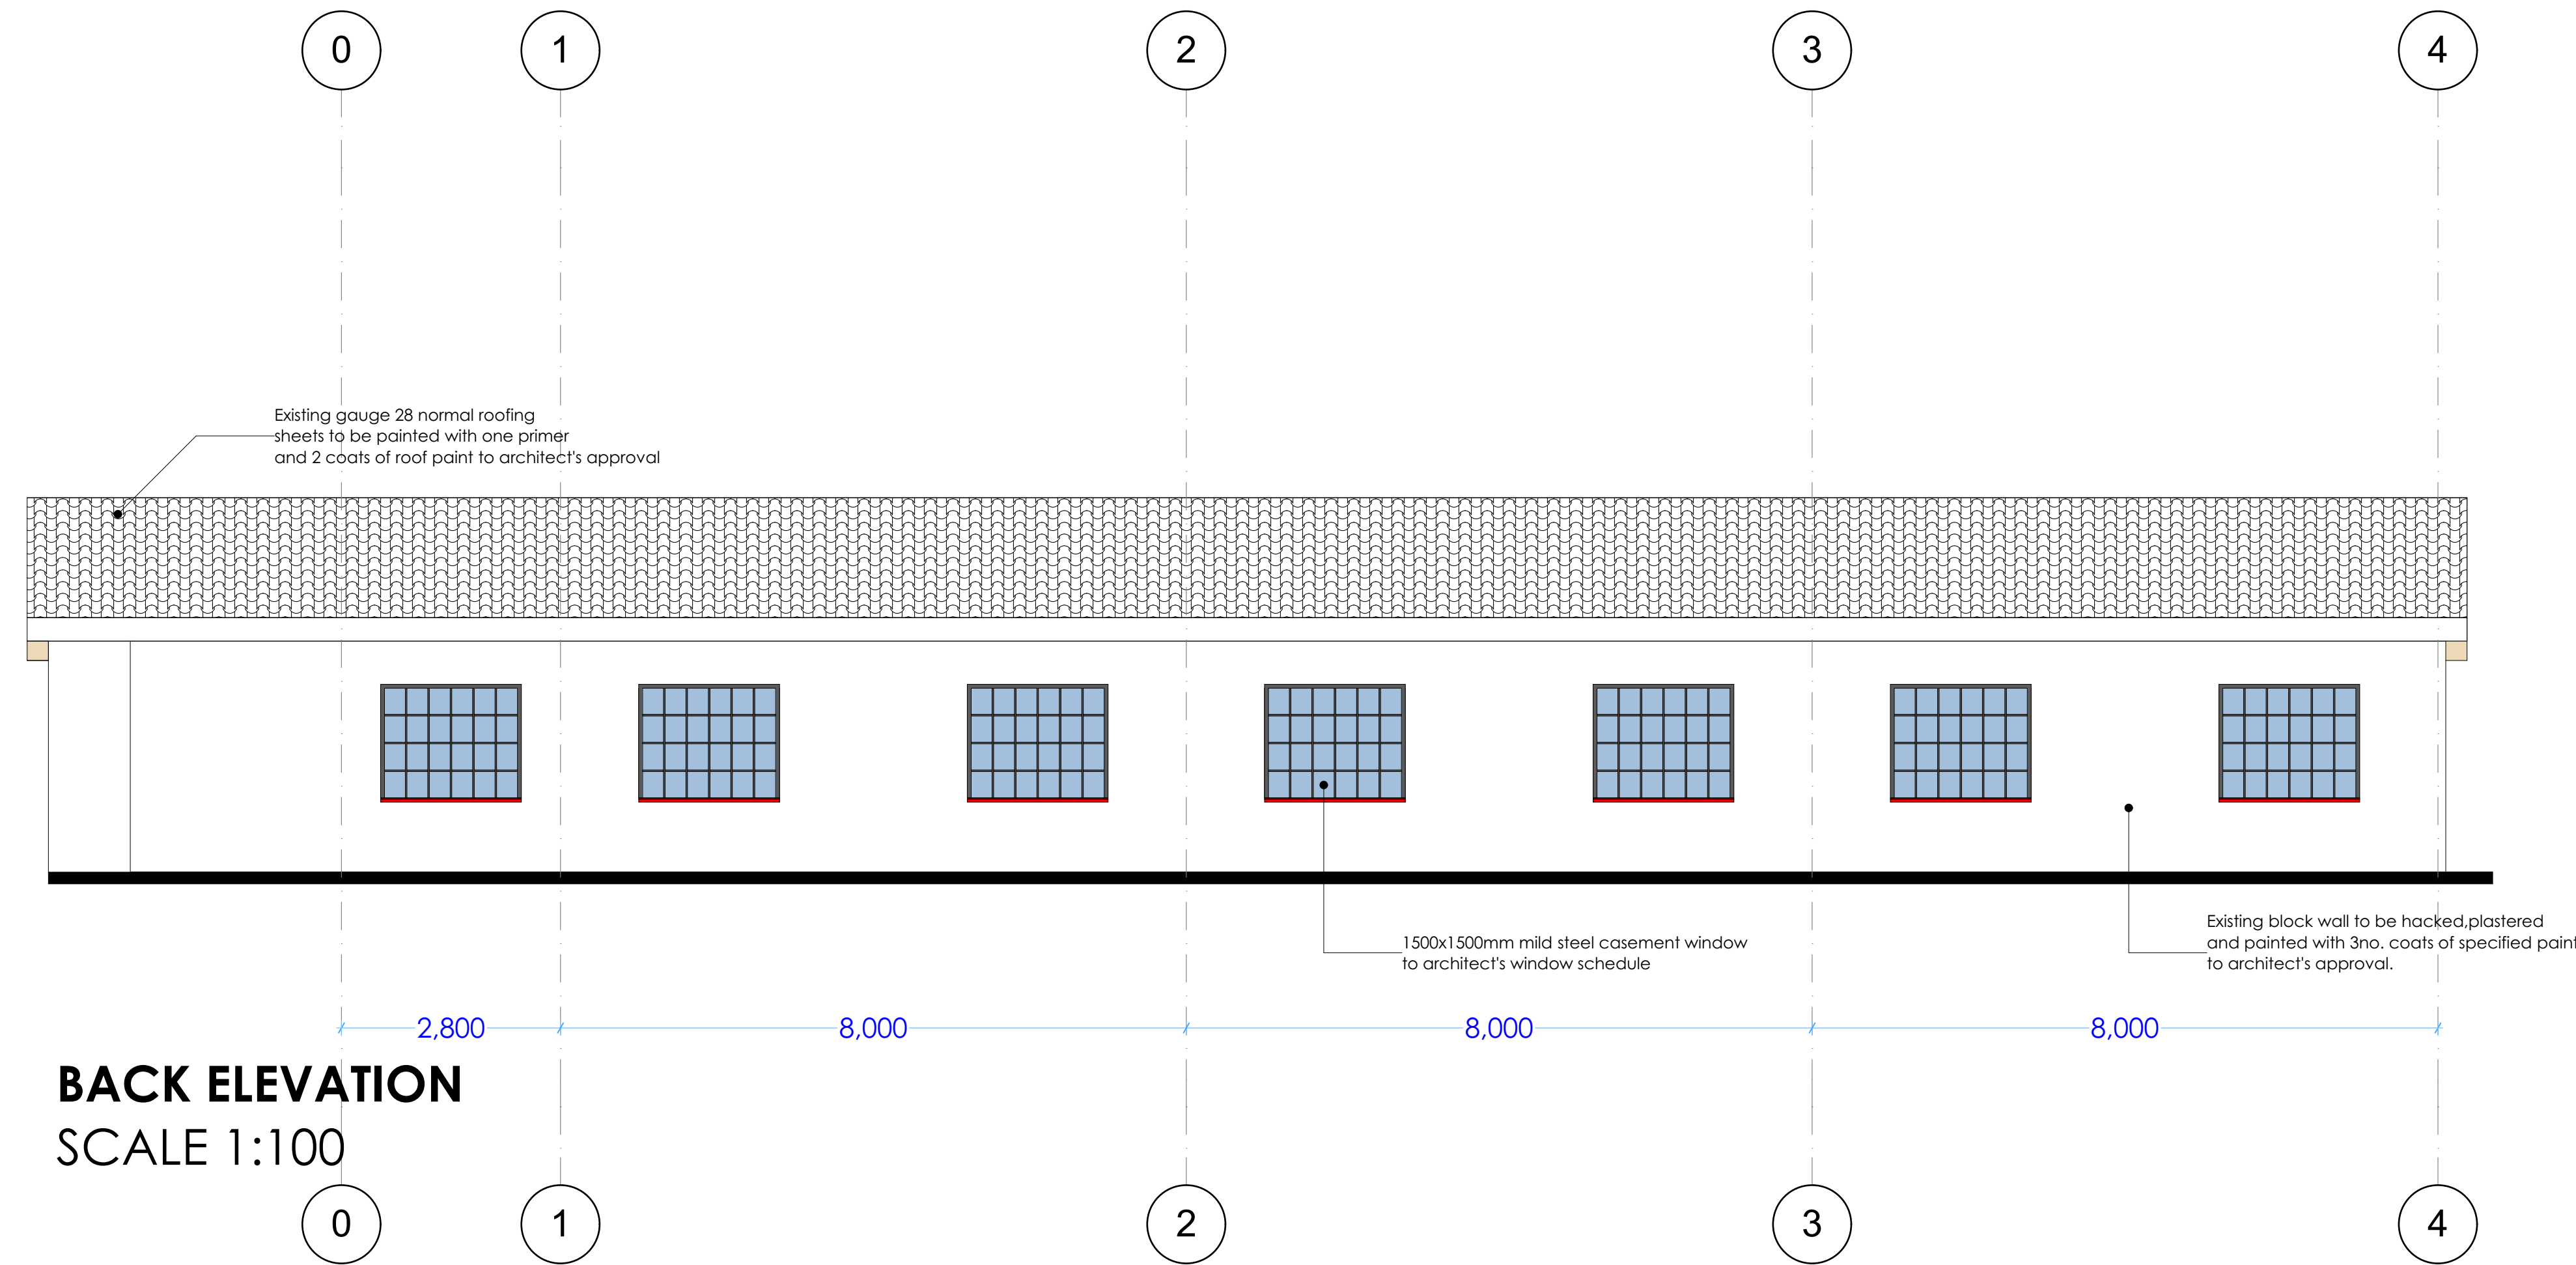 0 1 2 3 4
Existing gauge 28 normal roofing
sheets to be painted with one primer
and 2 coats of roof paint to architect's approval
Existing block wall to be hacked,plastered
and painted with 3no. coats of specified paint
to architect's approval.
1500x1500mm mild steel casement window
to architect's window schedule
2,800 8,000 8,000 8,000
BACK ELEVATION
SCALE 1:100
0 1 2 3 4